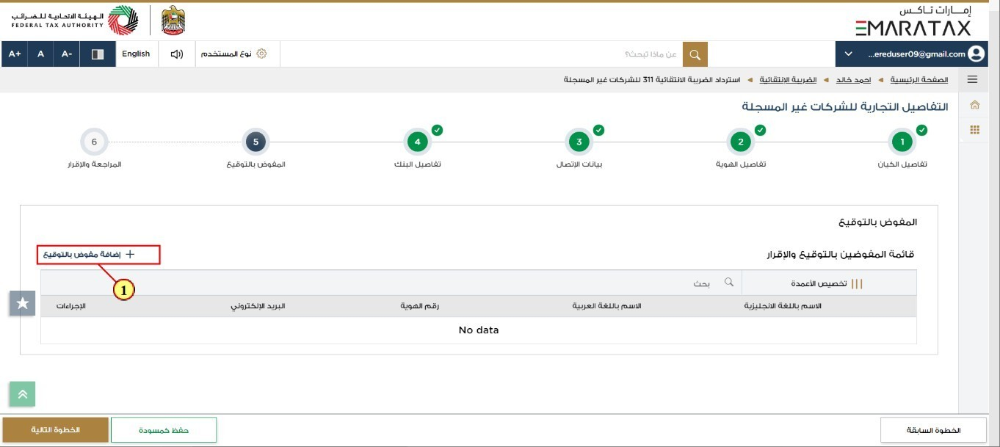 إمـــارات تــاكــس
EMARATAX
الهيئة الاتحادية للضرائب
FEDERAL TAX AUTHORITY
...ereduser09@gmail.com
عن ماذا تبحث؟
نوع المستخدم
English
A-
A
A+
الصفحة الرئيسية ◄ احمد خالد ◄ الضريبة الانتقائية ◄ استرداد الضريبة الانتقائية 311 للشركات غير المسجلة
التفاصيل التجارية للشركات غير المسجلة
1
2
3
4
5
6
تفاصيل الكيان
تفاصيل الهوية
بيانات الإتصال
تفاصيل البنك
المفوض بالتوقيع
المراجعة والإقرار
المفوض بالتوقيع
قائمة المفوضين بالتوقيع والإقرار
+ إضافة مفوض بالتوقيع
1
تخصيص الأعمدة
بحث
الاسم باللغة الانجليزية
الاسم باللغة العربية
رقم الهوية
البريد الإلكتروني
الإجراءات
No data
الخطوة السابقة
حفظ كمسودة
الخطوة التالية